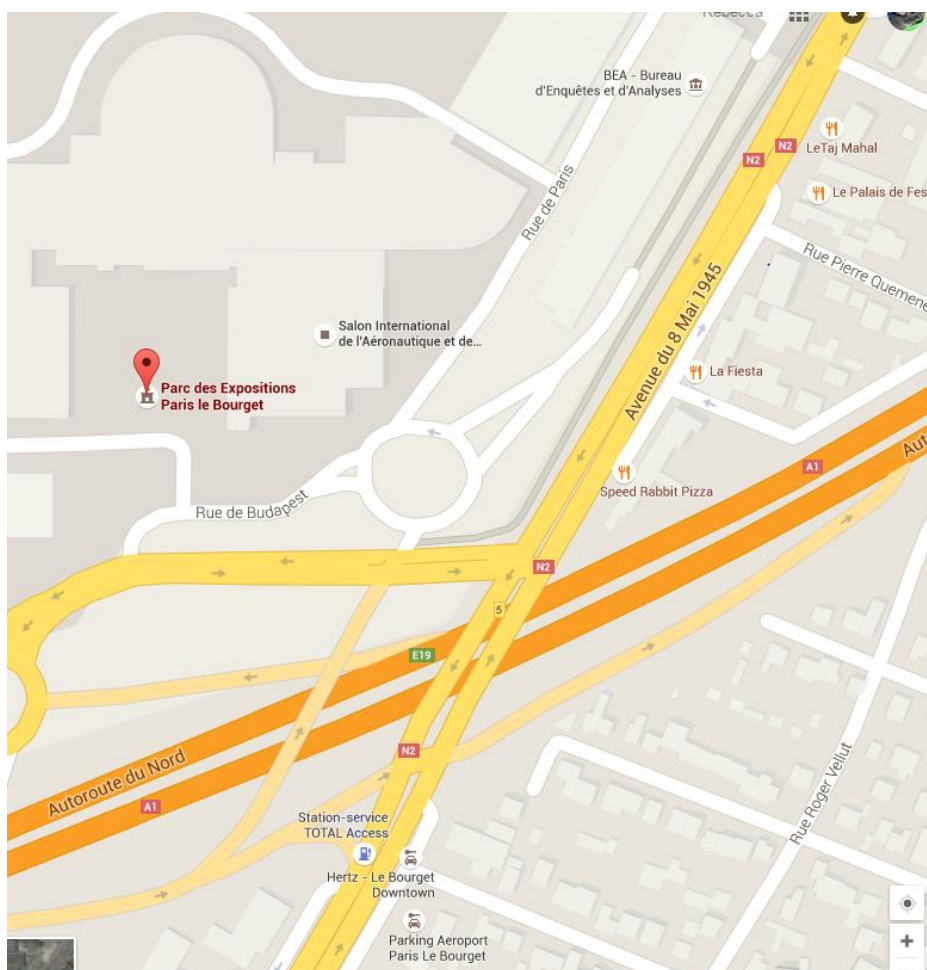 Rebecca
BEA - Bureau
d'Enquêtes et d'Analyses
N2
N2
LeTaj Mahal
Le Palais de Fes
Rue de Paris
Rue Pierre Quemene
Avenue du 8 Mai 1945
Salon International
de l'Aéronautique et de...
La Fiesta
Parc des Expositions
Paris le Bourget
Aut
A1
Speed Rabbit Pizza
Rue de Budapest
N2
5
E19
N2
Autoroute du Nord
A1
Rue Roger Vellut
Station-service
TOTAL Access
Hertz - Le Bourget
Downtown
Parking Aeroport
Paris Le Bourget
+